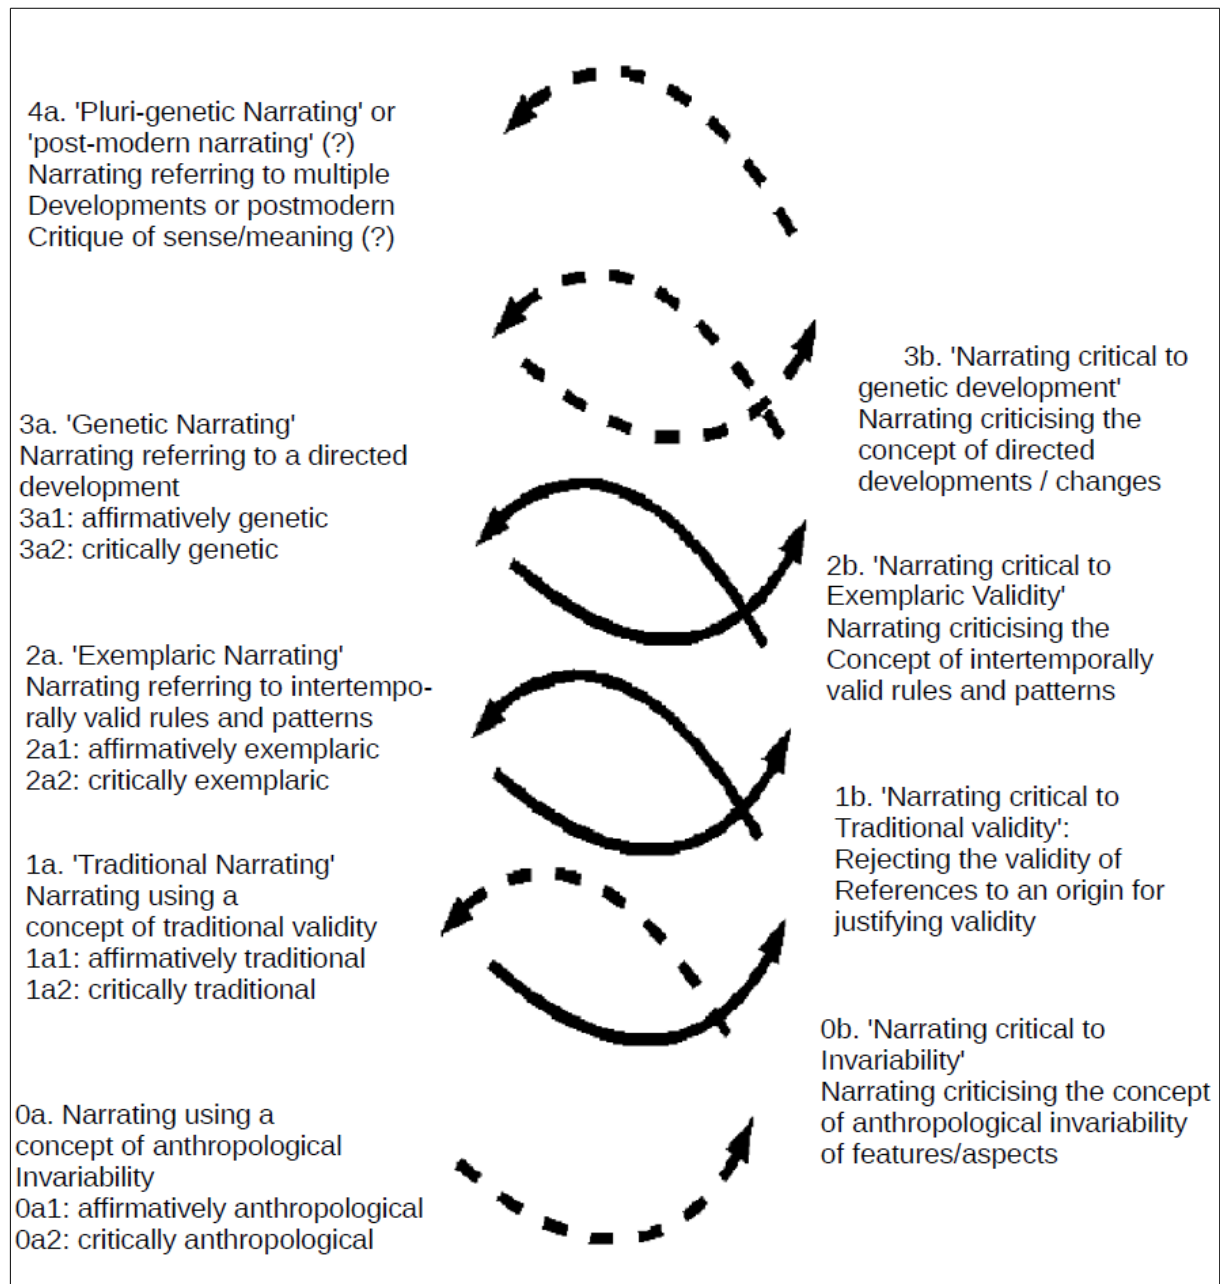 4a. 'Pluri-genetic Narrating' or
'post-modern narrating' (?)
Narrating referring to multiple
Developments or postmodern
Critique of sense/meaning (?)
3b. 'Narrating critical to
genetic development'
Narrating criticising the
concept of directed
developments / changes
3a. 'Genetic Narrating'
Narrating referring to a directed
development
3a1: affirmatively genetic
3a2: critically genetic
2b. 'Narrating critical to
Exemplaric Validity'
Narrating criticising the
Concept of intertemporally
valid rules and patterns
2a. 'Exemplaric Narrating'
Narrating referring to intertempo-
rally valid rules and patterns
2a1: affirmatively exemplaric
2a2: critically exemplaric
1b. 'Narrating critical to
Traditional validity':
Rejecting the validity of
References to an origin for
justifying validity
1a. 'Traditional Narrating'
Narrating using a
concept of traditional validity
1a1: affirmatively traditional
1a2: critically traditional
0b. 'Narrating critical to
Invariability'
Narrating criticising the concept
of anthropological invariability
of features/aspects
0a. Narrating using a
concept of anthropological
Invariability
0a1: affirmatively anthropological
0a2: critically anthropological